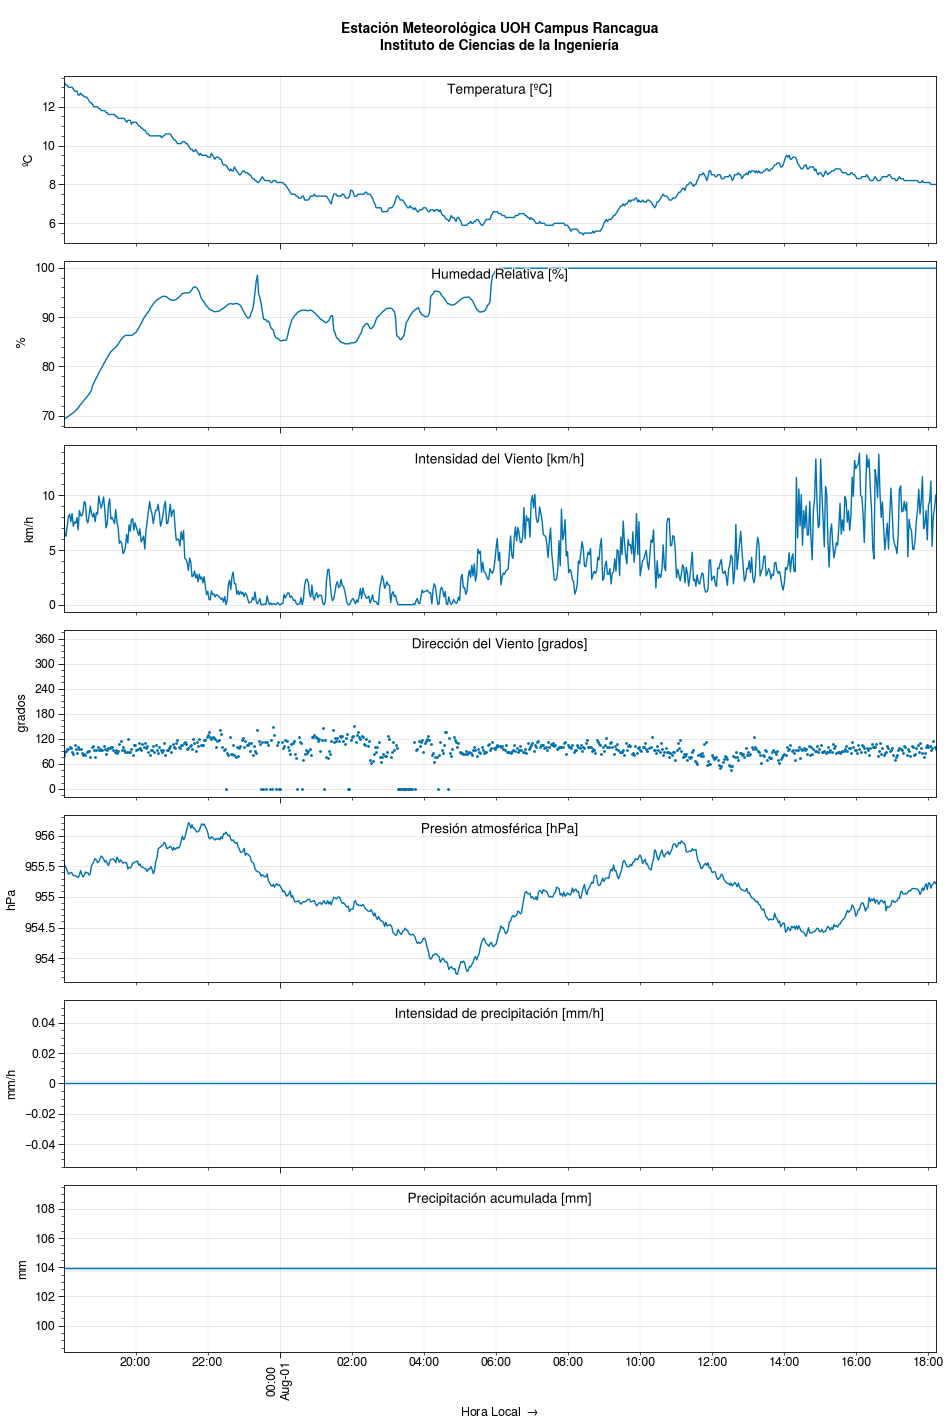 Estación Meteorológica UOH Campus Rancagua
Instituto de Ciencias de la Ingeniería
Temperatura [ºC]
12
10
8
6
ºC
Humedad Relativa [%]
100
90
80
70
%
Intensidad del Viento [km/h]
10
5
0
km/h
Dirección del Viento [grados]
360
300
240
180
120
60
0
grados
Presión atmosférica [hPa]
956
955.5
955
954.5
954
hPa
Intensidad de precipitación [mm/h]
0.04
0.02
0
−0.02
−0.04
mm/h
Precipitación acumulada [mm]
108
106
104
102
100
mm
20:00 22:00 00:00 02:00 04:00 06:00 08:00 10:00 12:00 14:00 16:00 18:00
Aug-01
Hora Local →